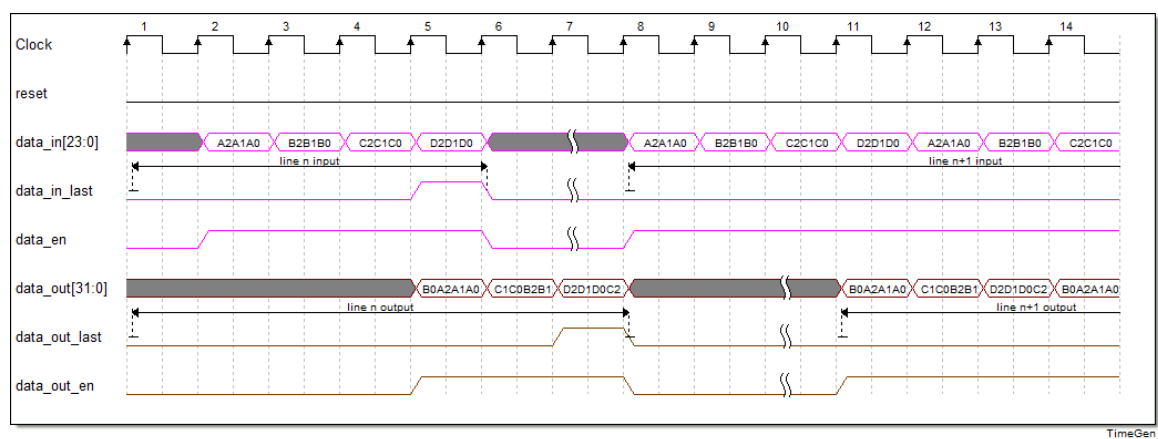 1 2 3 4 5 6 7 8 9 10 11 12 13 14
Clock
reset
data_in[23:0] A2A1A0 B2B1B0 C2C1C0 D2D1D0 A2A1A0 B2B1B0 C2C1C0 D2D1D0 A2A1A0 B2B1B0 C2C1C0
line n input line n+1 input
data_in_last
data_en
data_out[31:0] B0A2A1A0 C1C0B2B1 D2D1D0C2 B0A2A1A0 C1C0B2B1 D2D1D0C2 B0A2A1A0
line n output line n+1 output
data_out_last
data_out_en
TimeGen